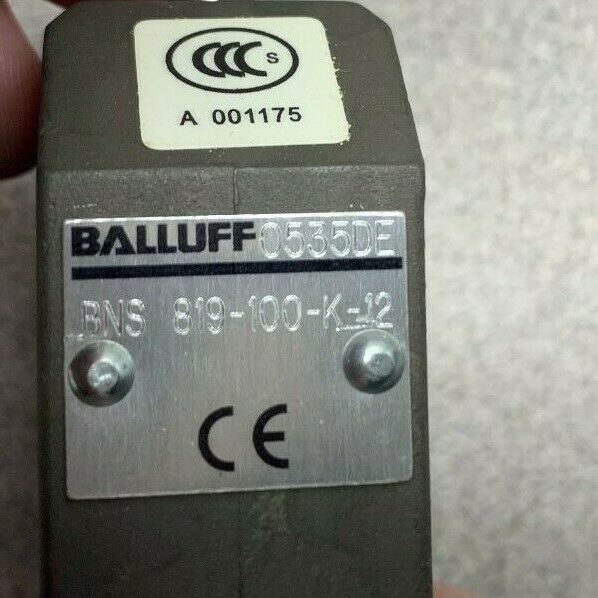 CCC S
A 001175
BALLUFF 0535DE
BNS 819-100-K-12
CE